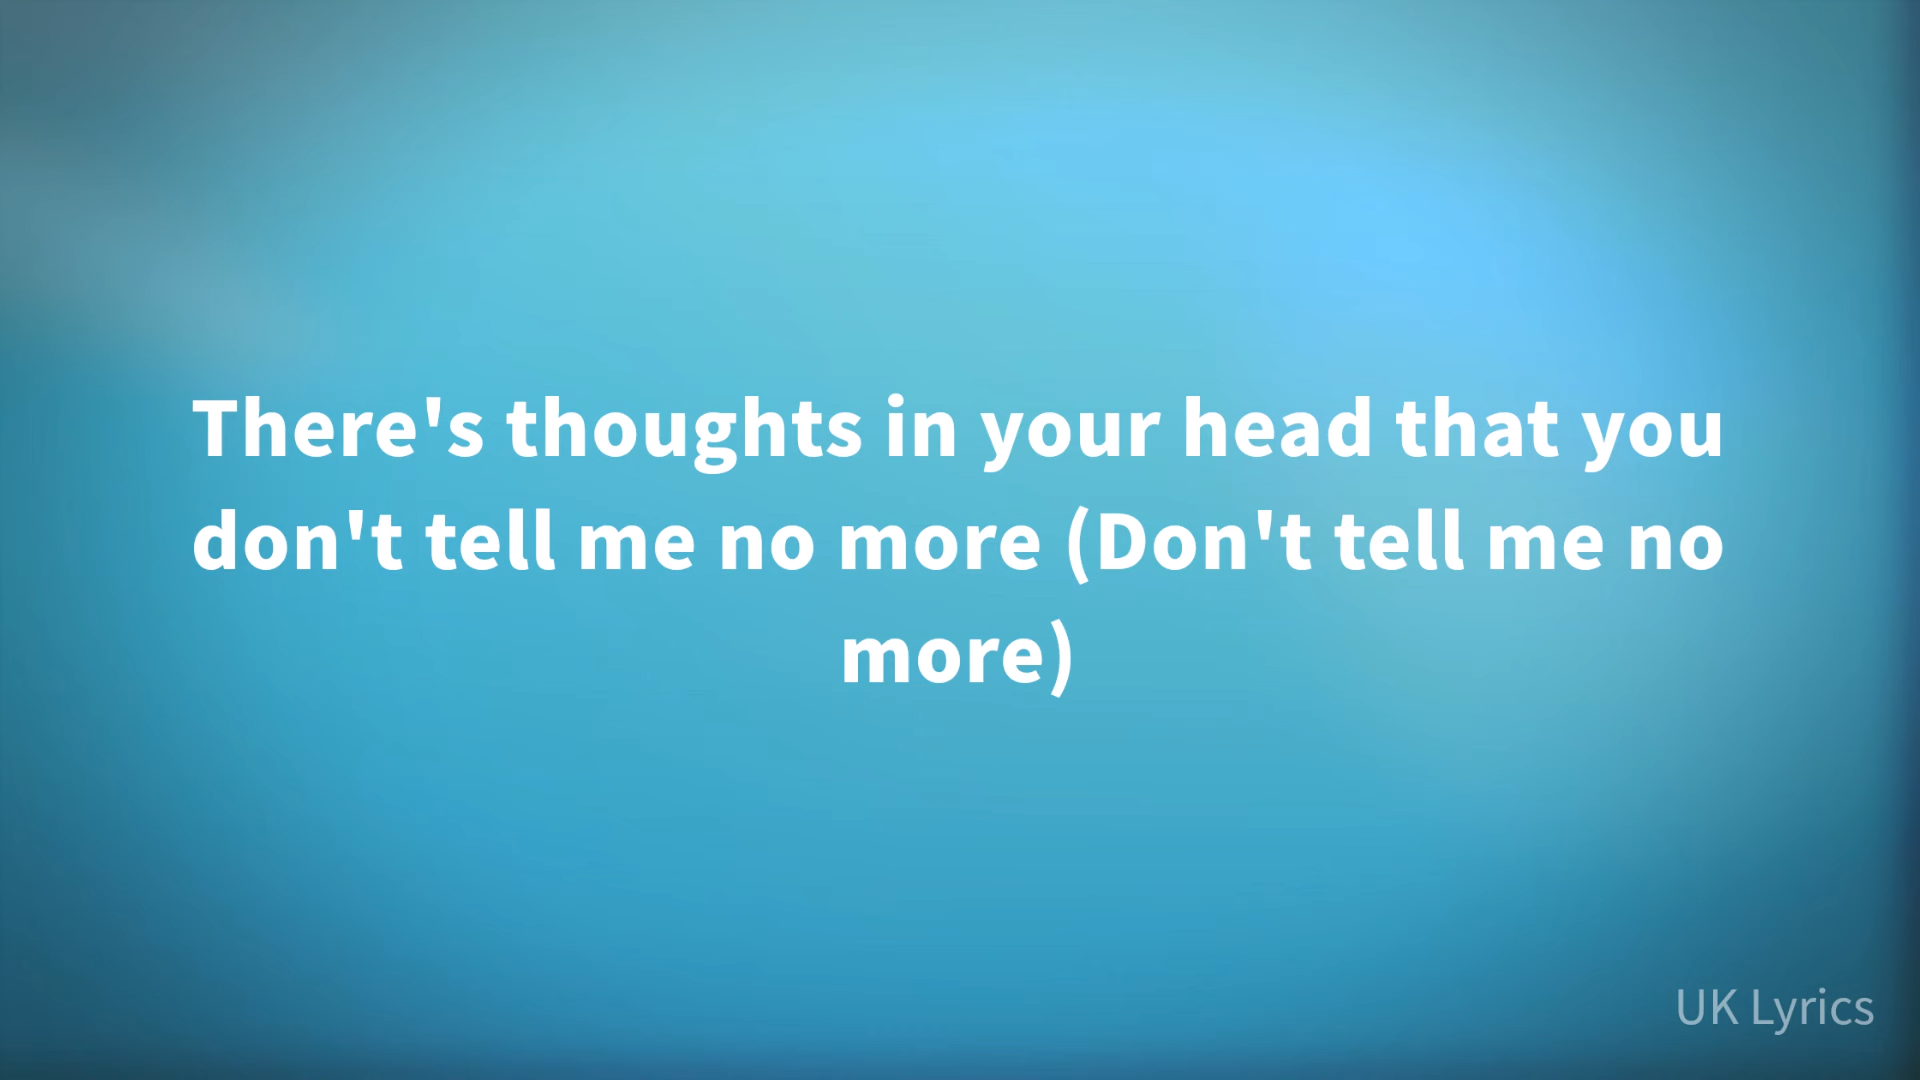 There's thoughts in your head that you
don't tell me no more (Don't tell me no
more)
UK Lyrics